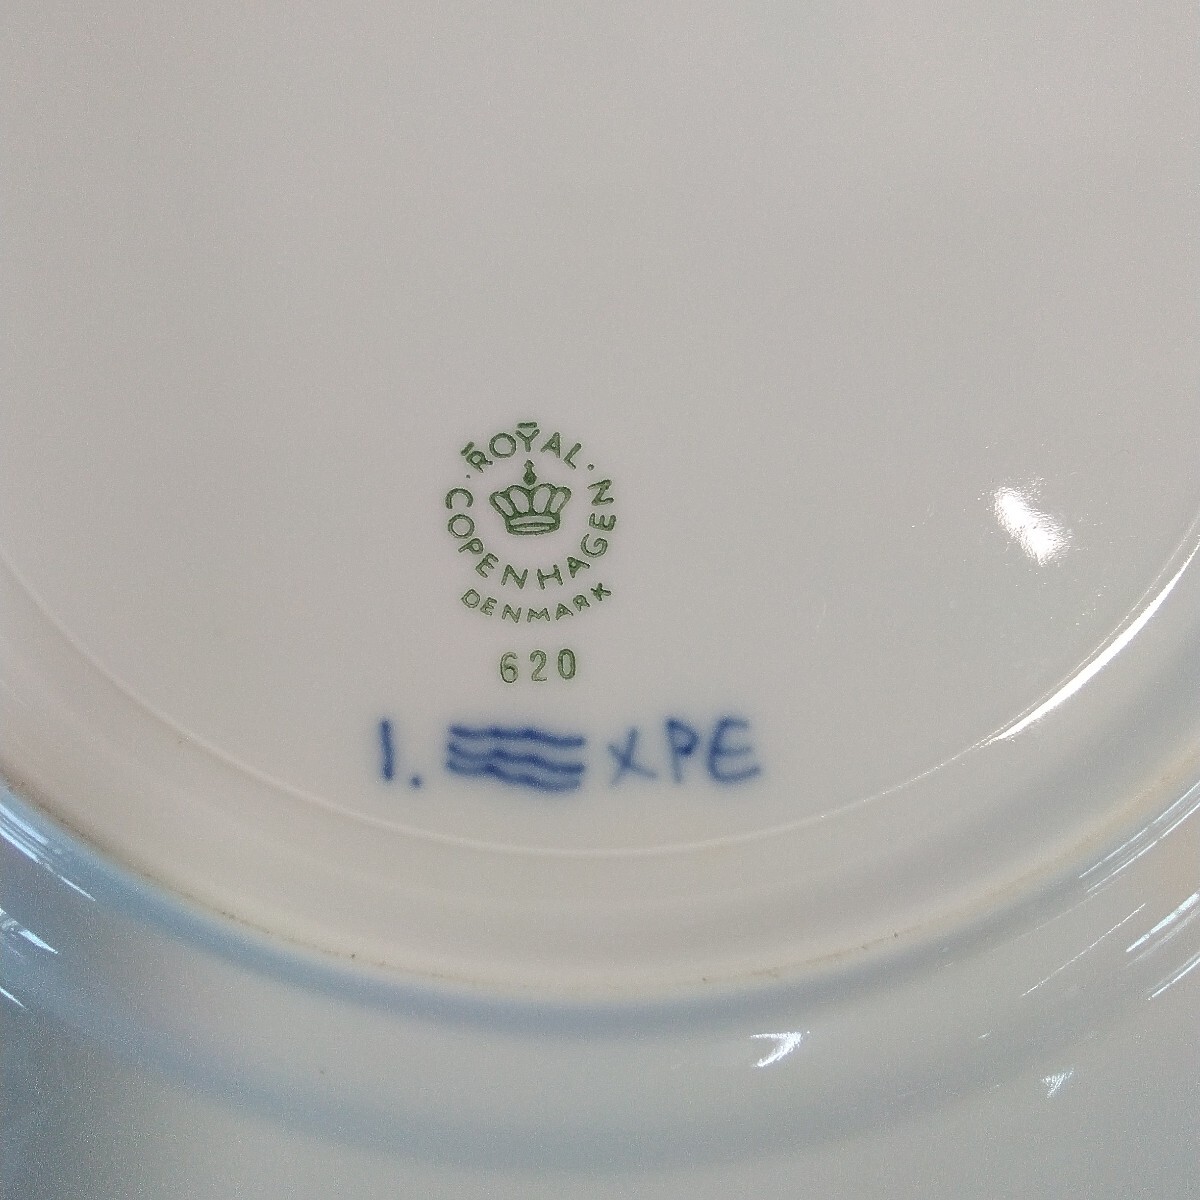 ROYAL
COPENHAGEN
DENMARK
620
1. XPE